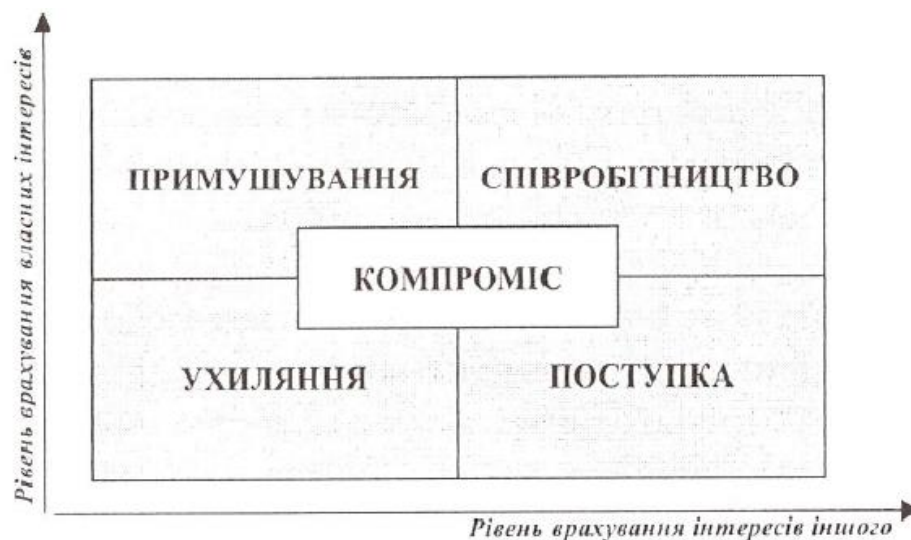 Рівень врахування власних інтересів
ПРИМУШУВАННЯ
СПІВРОБІТНИЦТВО
КОМПРОМІС
УХИЛЯННЯ
ПОСТУПКА
Рівень врахування інтересів іншого